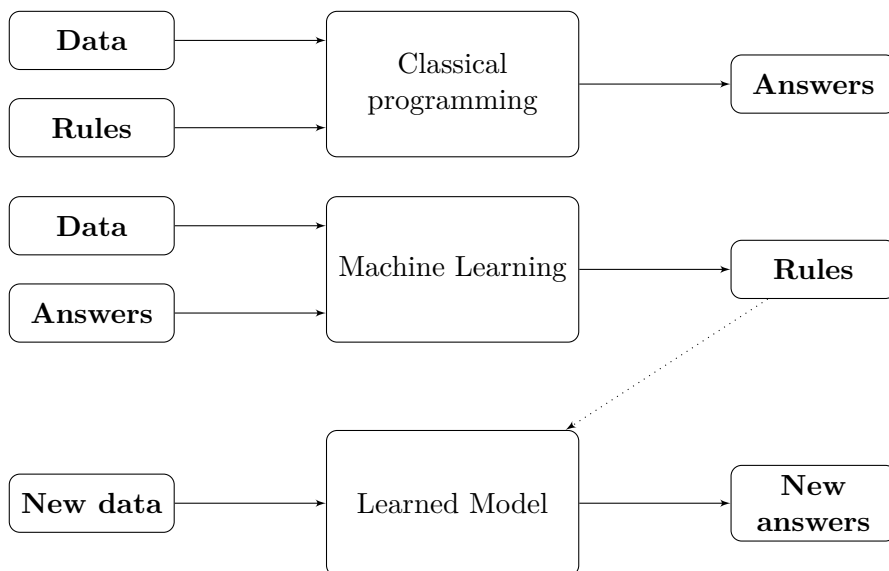 Data
Classical
programming
Answers
Rules
Data
Machine Learning
Rules
Answers
New data
Learned Model
New
answers